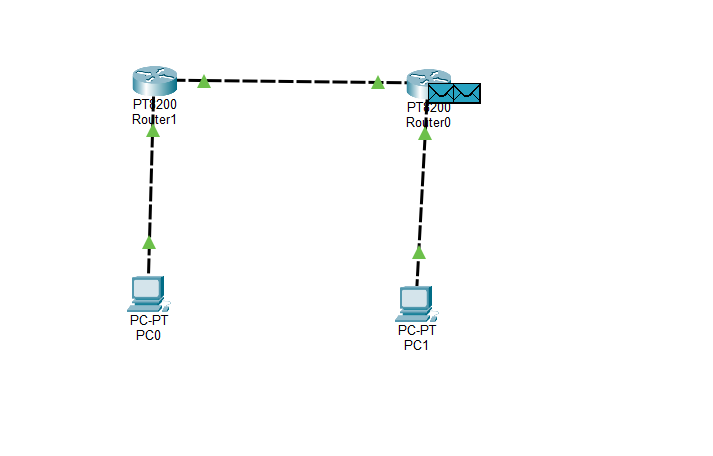 PT8200
Router1
PT8200
Router0
PC-PT
PC0
PC-PT
PC1